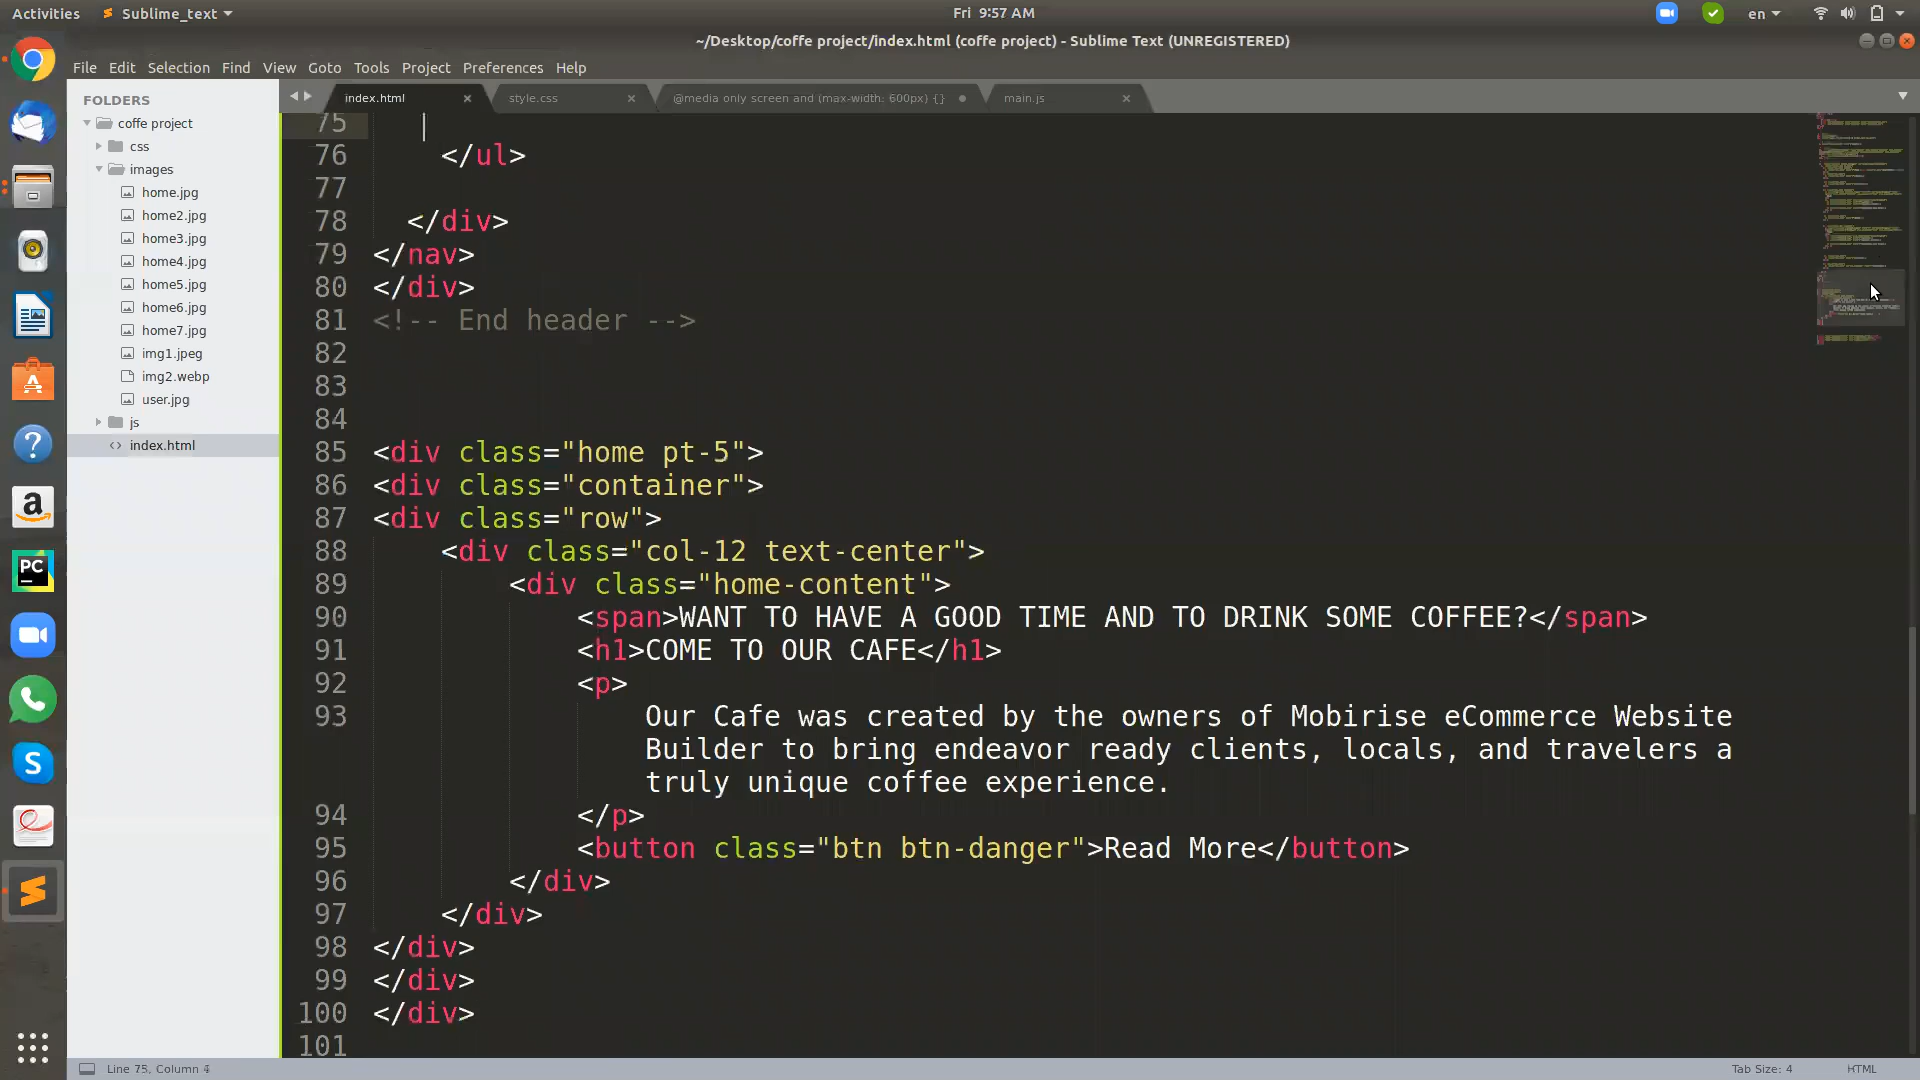 Activities
Sublime_text
Fri 9:57 AM
en
~/Desktop/coffe project/index.html (coffe project) - Sublime Text (UNREGISTERED)
File Edit Selection Find View Goto Tools Project Preferences Help
FOLDERS
coffe project
css
images
home.jpg
home2.jpg
home3.jpg
home4.jpg
home5.jpg
home6.jpg
home7.jpg
img1.jpeg
img2.webp
user.jpg
js
index.html
index.html
style.css
@media only screen and (max-width: 600px) {}
main.js
75
76 </ul>
77
78 </div>
79 </nav>
80 </div>
81 <!-- End header -->
82
83
84
85 <div class="home pt-5">
86 <div class="container">
87 <div class="row">
88 <div class="col-12 text-center">
89 <div class="home-content">
90 <span>WANT TO HAVE A GOOD TIME AND TO DRINK SOME COFFEE?</span>
91 <h1>COME TO OUR CAFE</h1>
92 <p>
93 Our Cafe was created by the owners of Mobirise eCommerce Website
Builder to bring endeavor ready clients, locals, and travelers a
truly unique coffee experience.
94 </p>
95 <button class="btn btn-danger">Read More</button>
96 </div>
97 </div>
98 </div>
99 </div>
100 </div>
101
Line 75, Column 4
Tab Size: 4
HTML